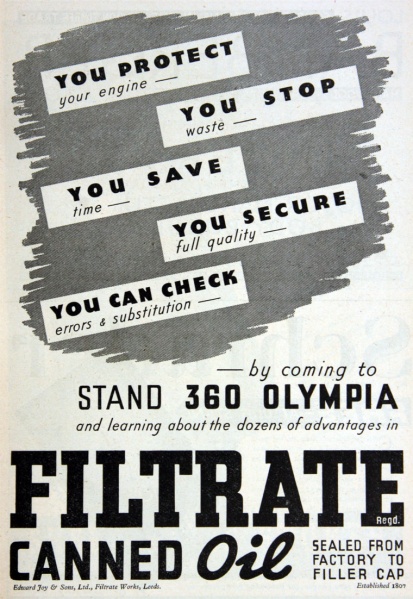 YOU PROTECT
your engine —
YOU STOP
waste —
YOU SAVE
time —
YOU SECURE
full quality —
YOU CAN CHECK
errors & substitution —
— by coming to
STAND 360 OLYMPIA
and learning about the dozens of advantages in
FILTRATE
Regd.
CANNED Oil
SEALED FROM
FACTORY TO
FILLER CAP
Edward Joy & Sons, Ltd., Filtrate Works, Leeds.
Established 1807